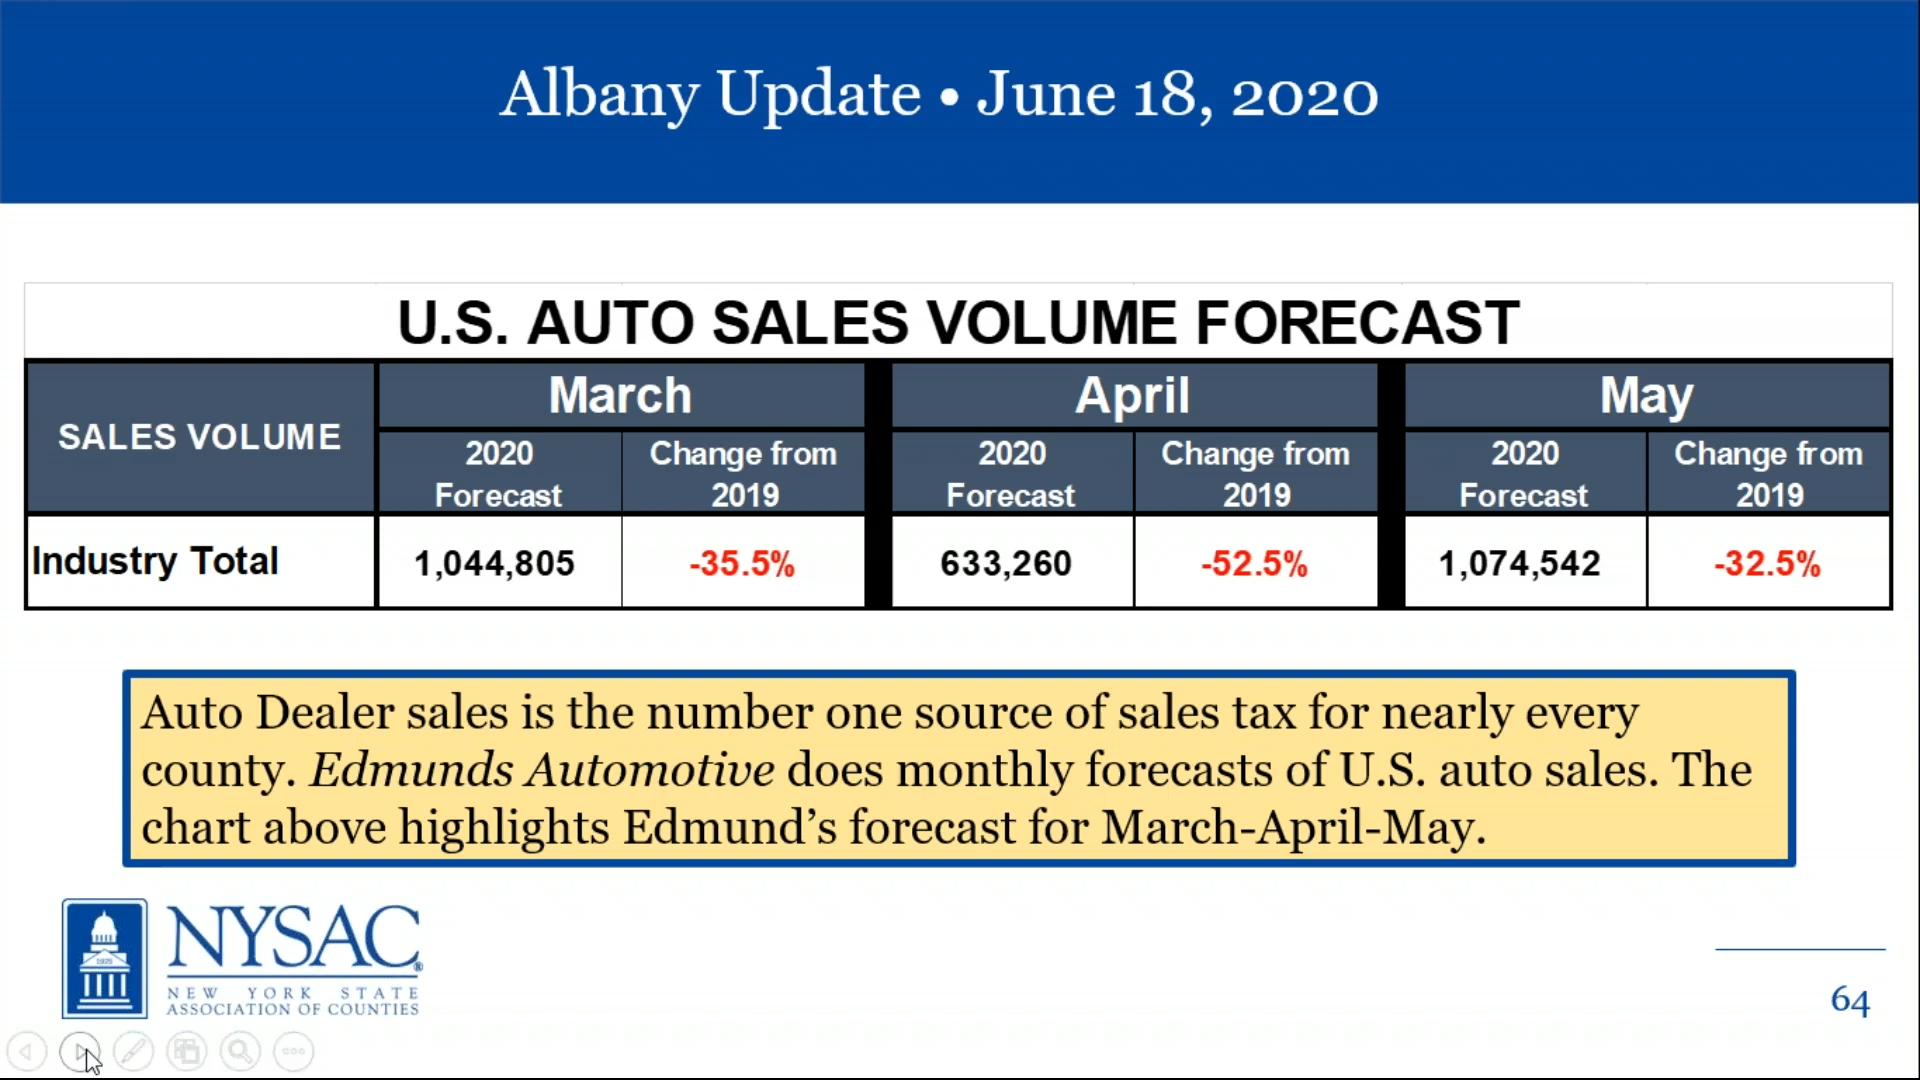 Albany Update • June 18, 2020
U.S. AUTO SALES VOLUME FORECAST
SALES VOLUME
March
April
May
2020 Forecast
Change from 2019
2020 Forecast
Change from 2019
2020 Forecast
Change from 2019
Industry Total
1,044,805
-35.5%
633,260
-52.5%
1,074,542
-32.5%
Auto Dealer sales is the number one source of sales tax for nearly every
county. Edmunds Automotive does monthly forecasts of U.S. auto sales. The
chart above highlights Edmund’s forecast for March-April-May.
1925
NYSAC®
NEW YORK STATE
ASSOCIATION OF COUNTIES
64